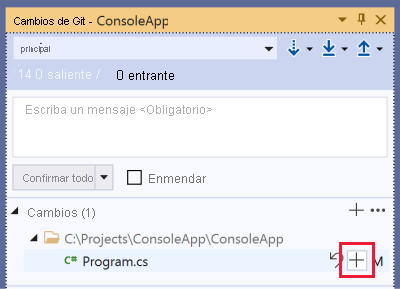 Cambios de Git - ConsoleApp
principal
14 0 saliente / 0 entrante
Escriba un mensaje <Obligatorio>
Confirmar todo
Enmendar
Cambios (1)
C:\Projects\ConsoleApp\ConsoleApp
C# Program.cs M